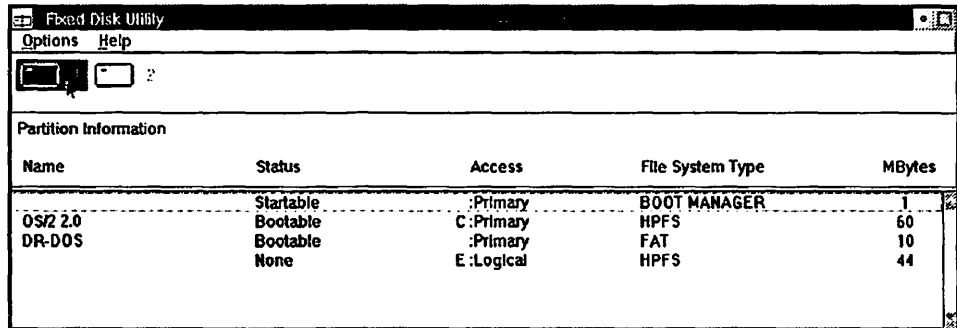 Fixed Disk Utility
Options Help
2
Partition Information
Name Status Access File System Type MBytes
Startable :Primary BOOT MANAGER 1
OS/2 2.0 Bootable C :Primary HPFS 60
DR-DOS Bootable :Primary FAT 10
None E :Logical HPFS 44